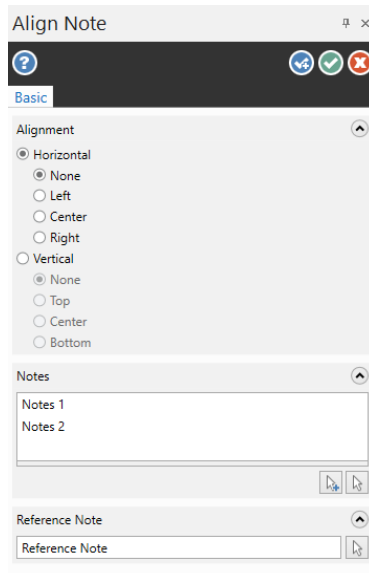 Align Note
Basic
Alignment
Horizontal
None
Left
Center
Right
Vertical
None
Top
Center
Bottom
Notes
Notes 1
Notes 2
Reference Note
Reference Note